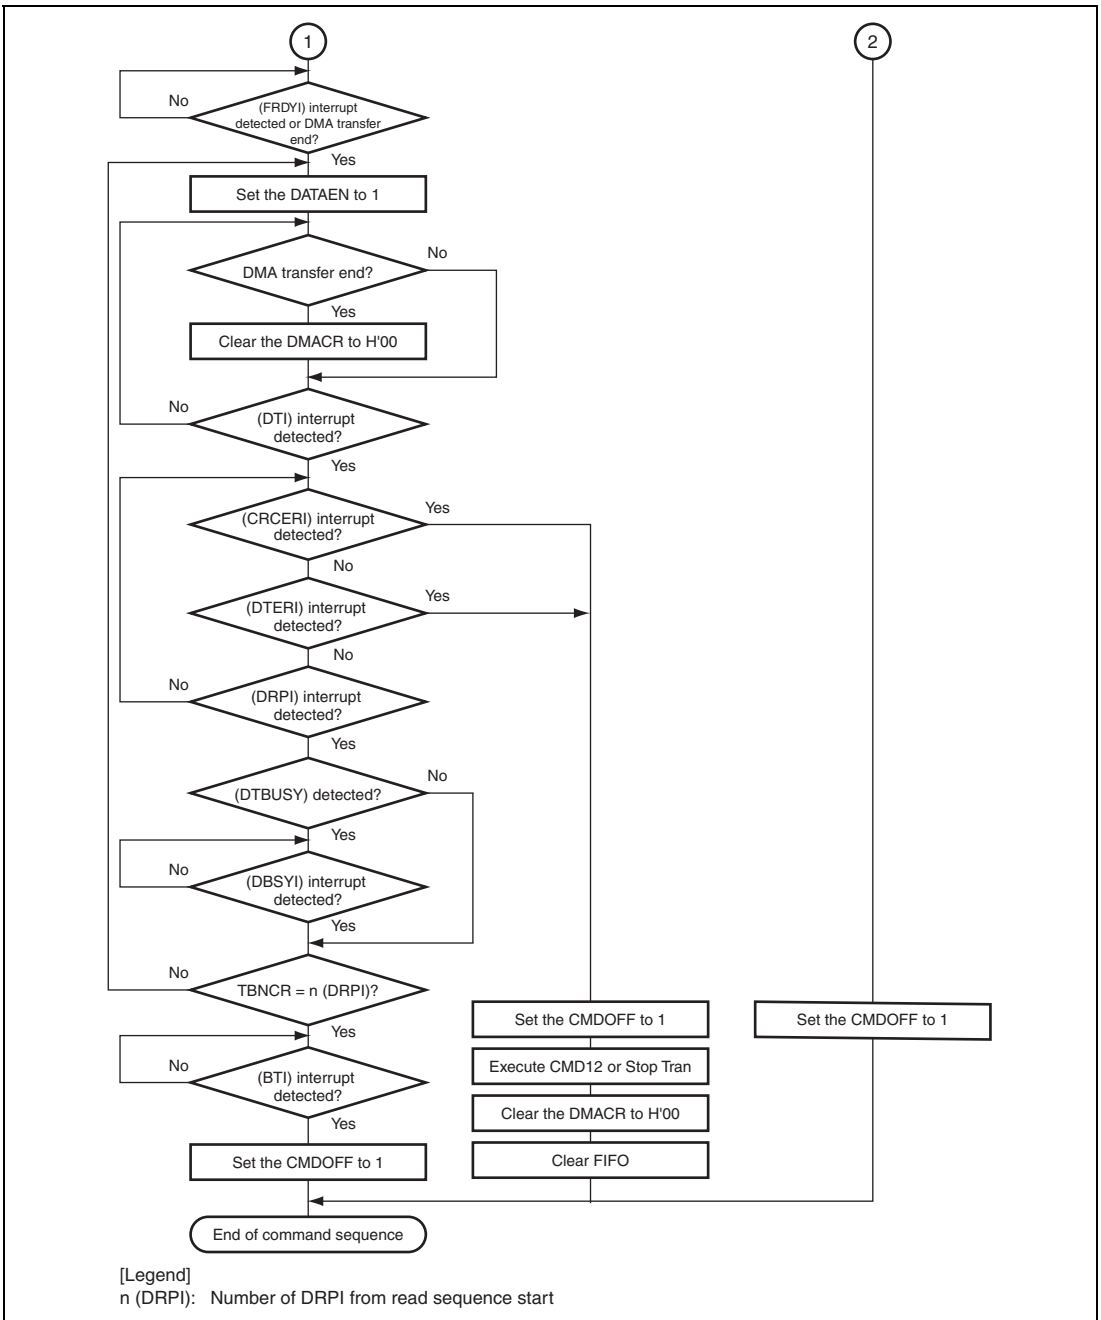 1
2
No
(FRDYI) interrupt
detected or DMA transfer
end?
Yes
Set the DATAEN to 1
No
DMA transfer end?
Yes
Clear the DMACR to H'00
No
(DTI) interrupt
detected?
Yes
(CRCERI) interrupt
detected?
Yes
No
(DTERI) interrupt
detected?
Yes
No
No
(DRPI) interrupt
detected?
Yes
No
(DTBUSY) detected?
Yes
No
(DBSYI) interrupt
detected?
Yes
No
TBNCR = n (DRPI)?
Yes
No
(BTI) interrupt
detected?
Yes
Set the CMDOFF to 1
Set the CMDOFF to 1
Execute CMD12 or Stop Tran
Clear the DMACR to H'00
Clear FIFO
Set the CMDOFF to 1
End of command sequence
[Legend]
n (DRPI): Number of DRPI from read sequence start